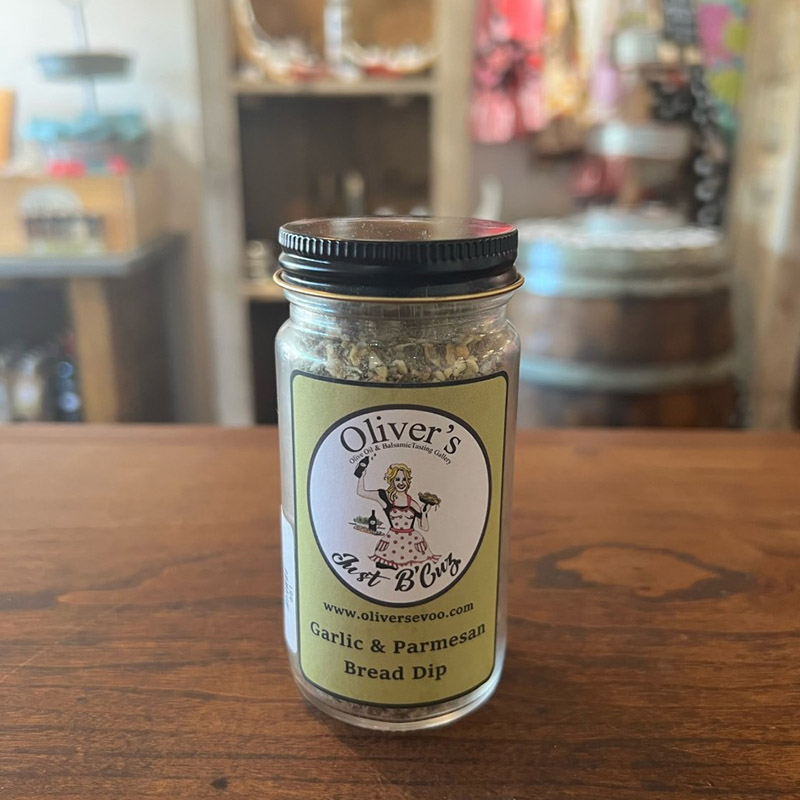 Oliver's
Olive Oil & Balsamic Tasting Gallery
Just B'Cuz
www.oliversevoo.com
Garlic & Parmesan
Bread Dip